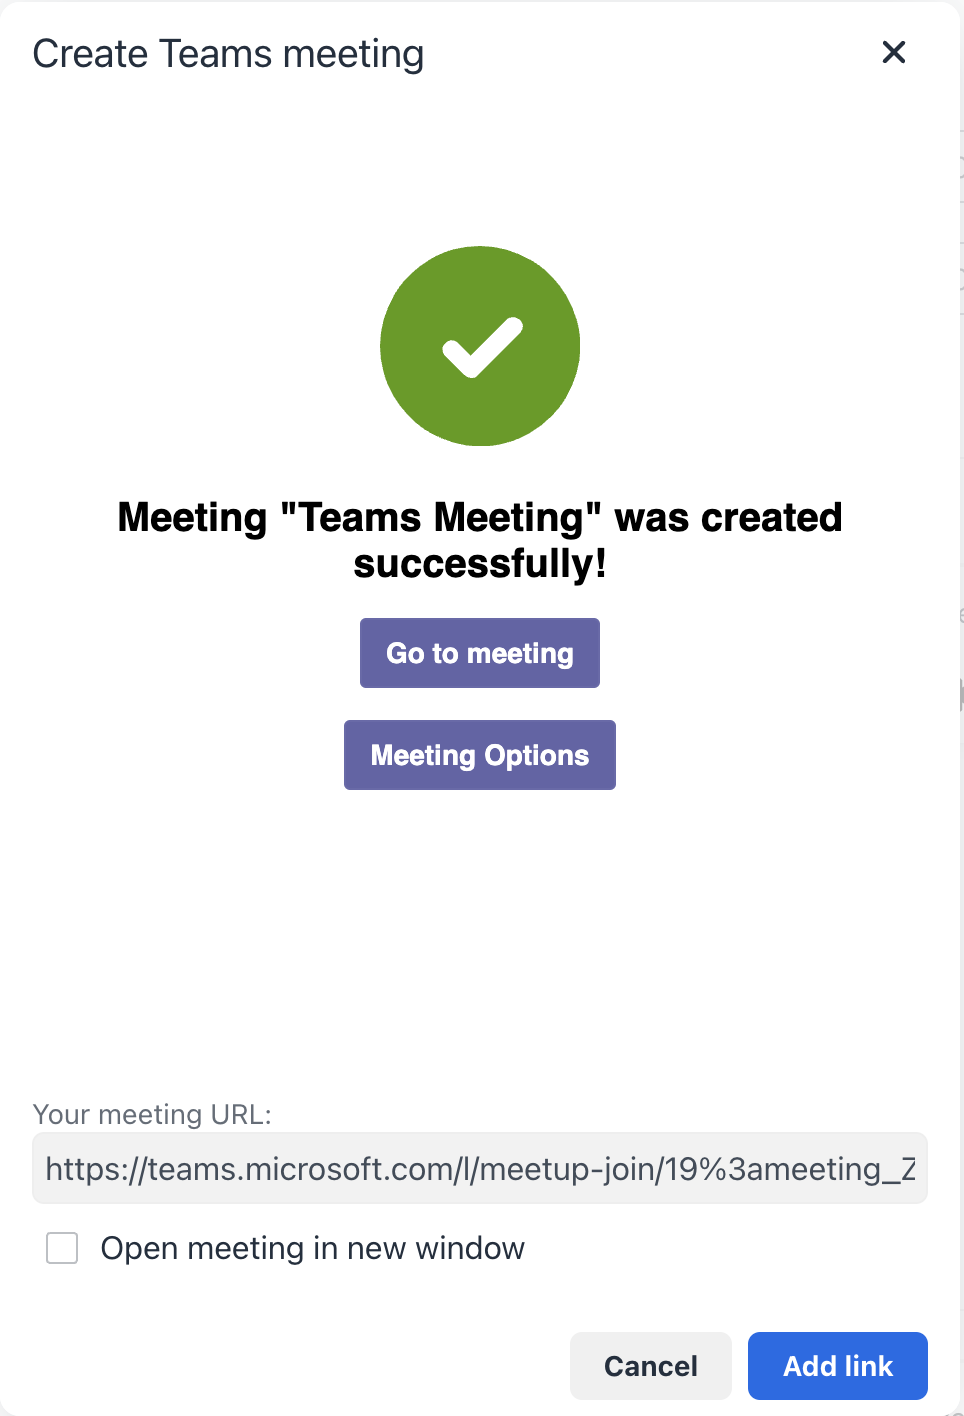 Create Teams meeting
Meeting "Teams Meeting" was created
successfully!
Go to meeting
Meeting Options
Your meeting URL:
https://teams.microsoft.com/l/meetup-join/19%3ameeting_Z
Open meeting in new window
Cancel
Add link